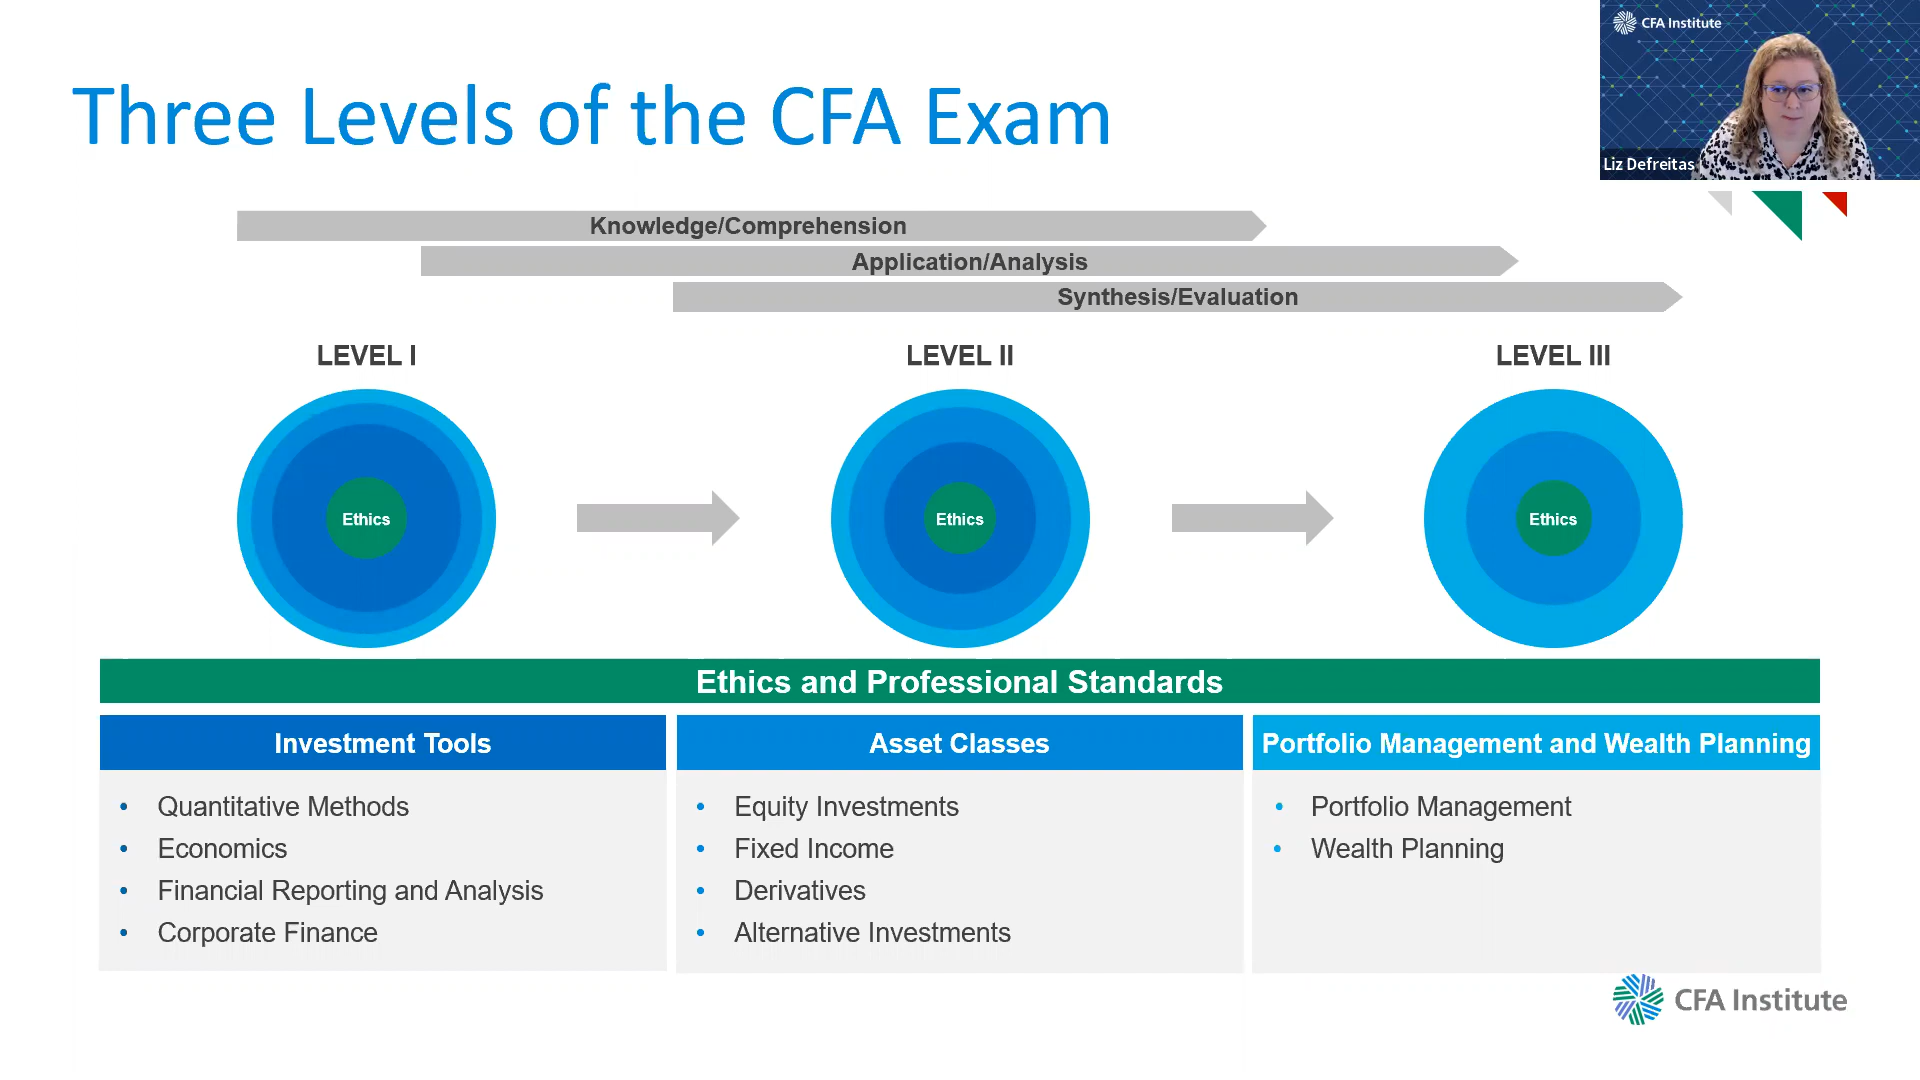 CFA Institute
Liz Defreitas
Three Levels of the CFA Exam
Knowledge/Comprehension
Application/Analysis
Synthesis/Evaluation
LEVEL I
LEVEL II
LEVEL III
Ethics
Ethics
Ethics
Ethics and Professional Standards
Investment Tools
• Quantitative Methods
• Economics
• Financial Reporting and Analysis
• Corporate Finance
Asset Classes
• Equity Investments
• Fixed Income
• Derivatives
• Alternative Investments
Portfolio Management and Wealth Planning
• Portfolio Management
• Wealth Planning
CFA Institute